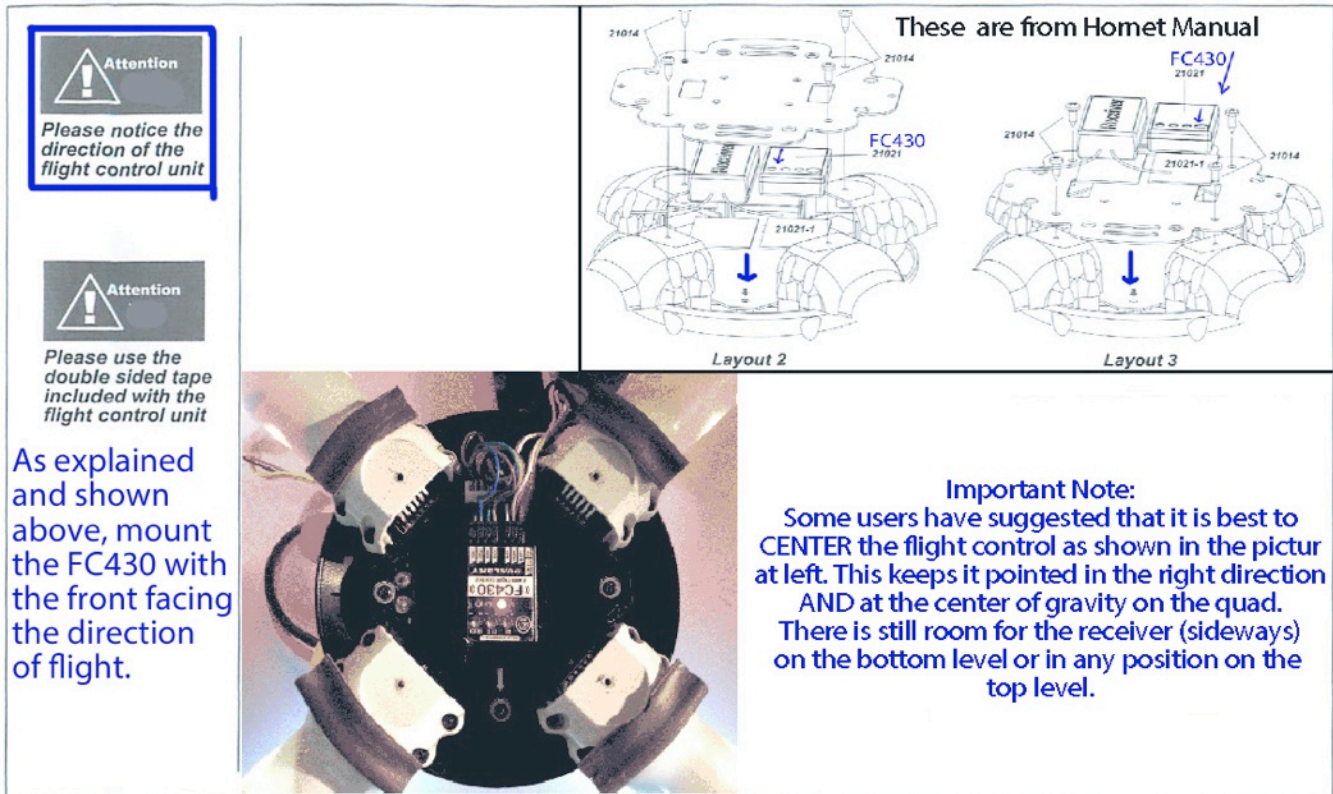 Attention
Please notice the
direction of the
flight control unit
Attention
Please use the
double sided tape
included with the
flight control unit
As explained
and shown
above, mount
the FC430 with
the front facing
the direction
of flight.
These are from Hornet Manual
21014
21014
FC430
21021
Receiver
21021-1
Layout 2
FC430
21021
21014
21014
Receiver
21021-1
Layout 3
FC430
Important Note:
Some users have suggested that it is best to
CENTER the flight control as shown in the pictur
at left. This keeps it pointed in the right direction
AND at the center of gravity on the quad.
There is still room for the receiver (sideways)
on the bottom level or in any position on the
top level.